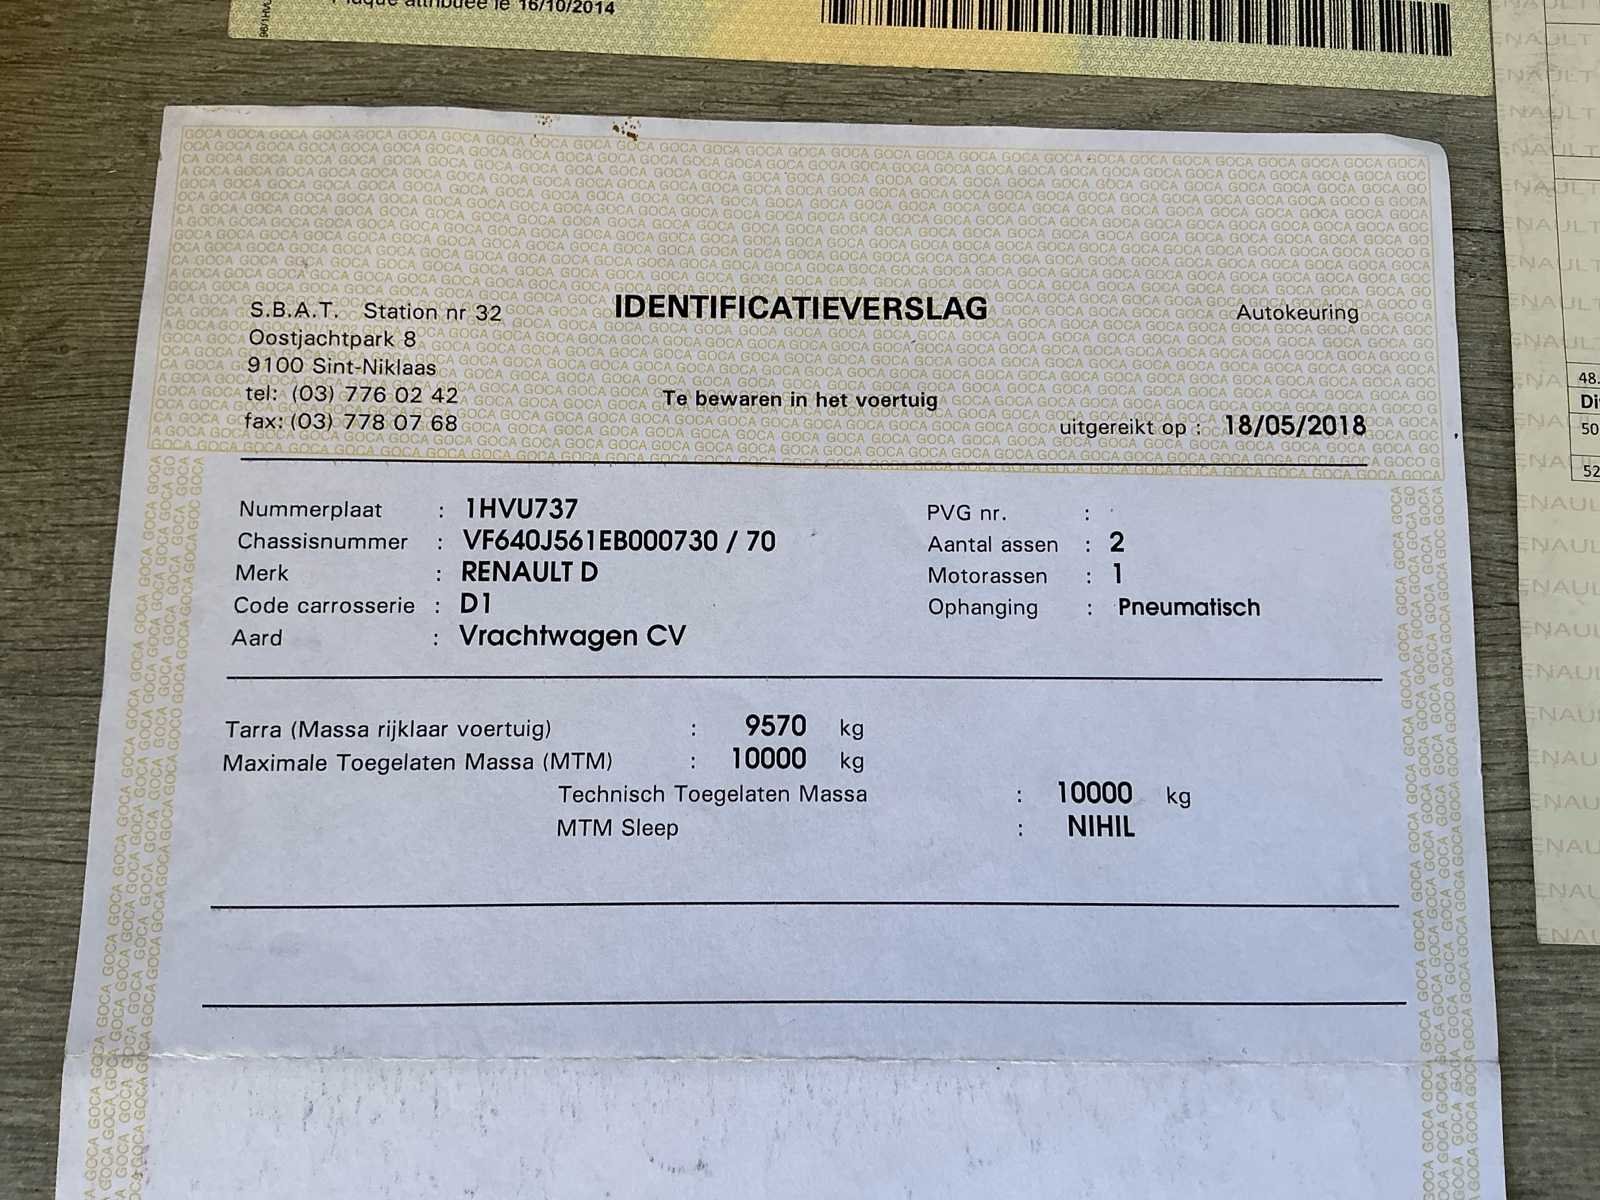 Plaque attribuée le 16/10/2014
S.B.A.T. Station nr 32
IDENTIFICATIEVERSLAG
Autokeuring
Oostjachtpark 8
9100 Sint-Niklaas
tel: (03) 776 02 42
Te bewaren in het voertuig
fax: (03) 778 07 68
uitgereikt op : 18/05/2018
Nummerplaat : 1HVU737
PVG nr. :
Chassisnummer : VF640J561EB000730 / 70
Aantal assen : 2
Merk : RENAULT D
Motorassen : 1
Code carrosserie : D1
Ophanging : Pneumatisch
Aard : Vrachtwagen CV
Tarra (Massa rijklaar voertuig) : 9570 kg
Maximale Toegelaten Massa (MTM) : 10000 kg
Technisch Toegelaten Massa : 10000 kg
MTM Sleep : NIHIL
48.
50
52